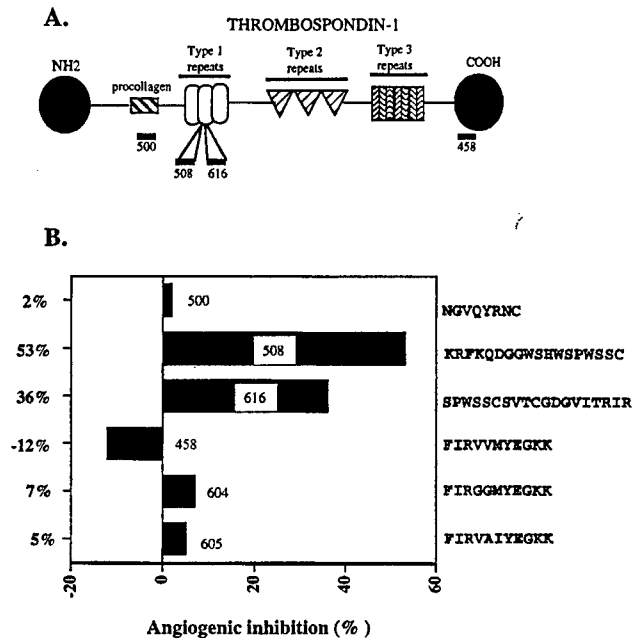 A.
THROMBOSPONDIN-1
NH2
procollagen
Type 1
repeats
Type 2
repeats
Type 3
repeats
COOH
500
508
616
458
B.
2%
500
NGVQYRNC
53%
508
KRFKQDGGWSHWSPWSSC
36%
616
SPWSSCSVTCGDGVITRIR
-12%
458
FIRVVMYEGKK
7%
604
FIRGGMYEGKK
5%
605
FIRVAIYEGKK
-20
0
20
40
60
Angiogenic inhibition (%)